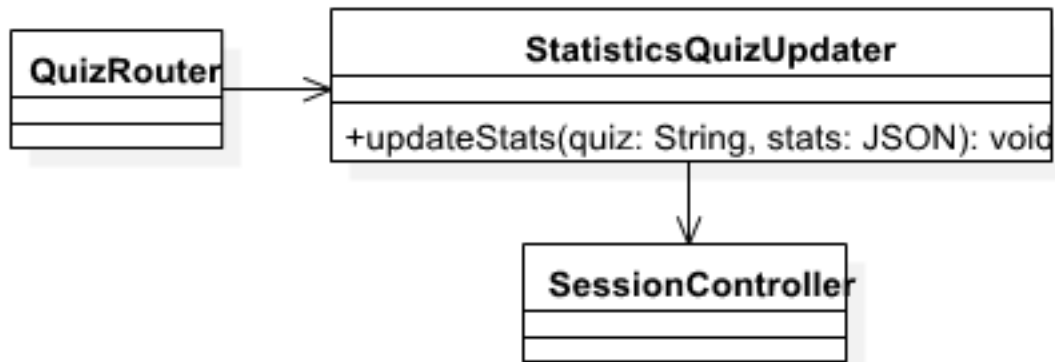 QuizRouter
StatisticsQuizUpdater
+updateStats(quiz: String, stats: JSON): void
SessionController